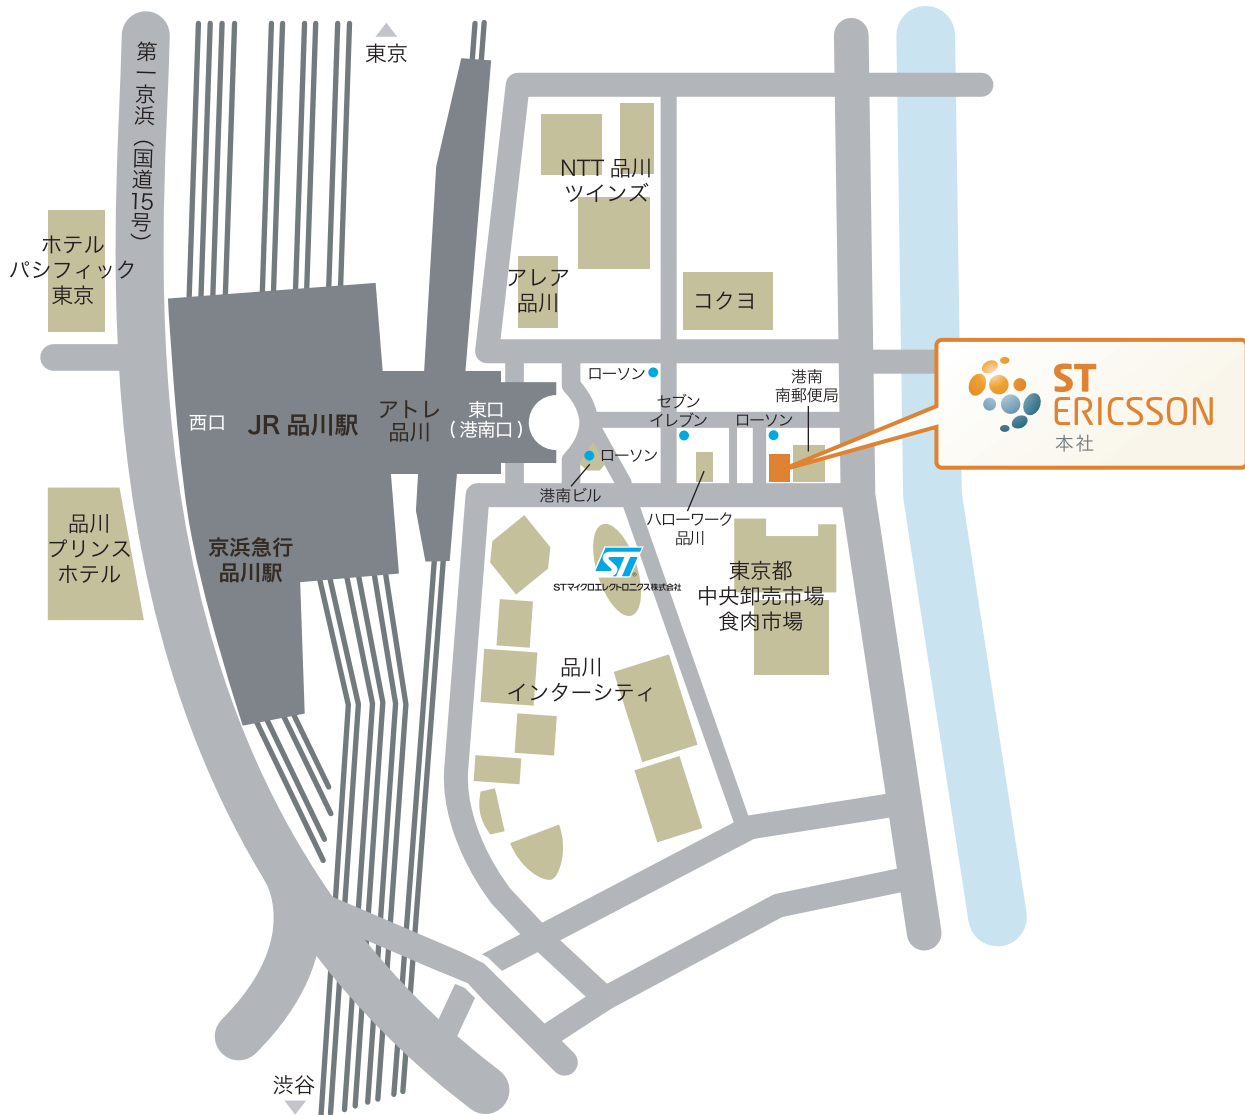 東京
第一京浜（国道15号）
NTT 品川
ツインズ
ホテル
パシフィック
東京
アレア
品川
コクヨ
ローソン
港南
南郵便局
ST
ERICSSON
本社
セブン
イレブン
ローソン
西口
JR 品川駅
アトレ
品川
東口
（港南口）
ローソン
港南ビル
ハローワーク
品川
品川
プリンス
ホテル
京浜急行
品川駅
ST
STマイクロエレクトロニクス株式会社
東京都
中央卸売市場
食肉市場
品川
インターシティ
渋谷